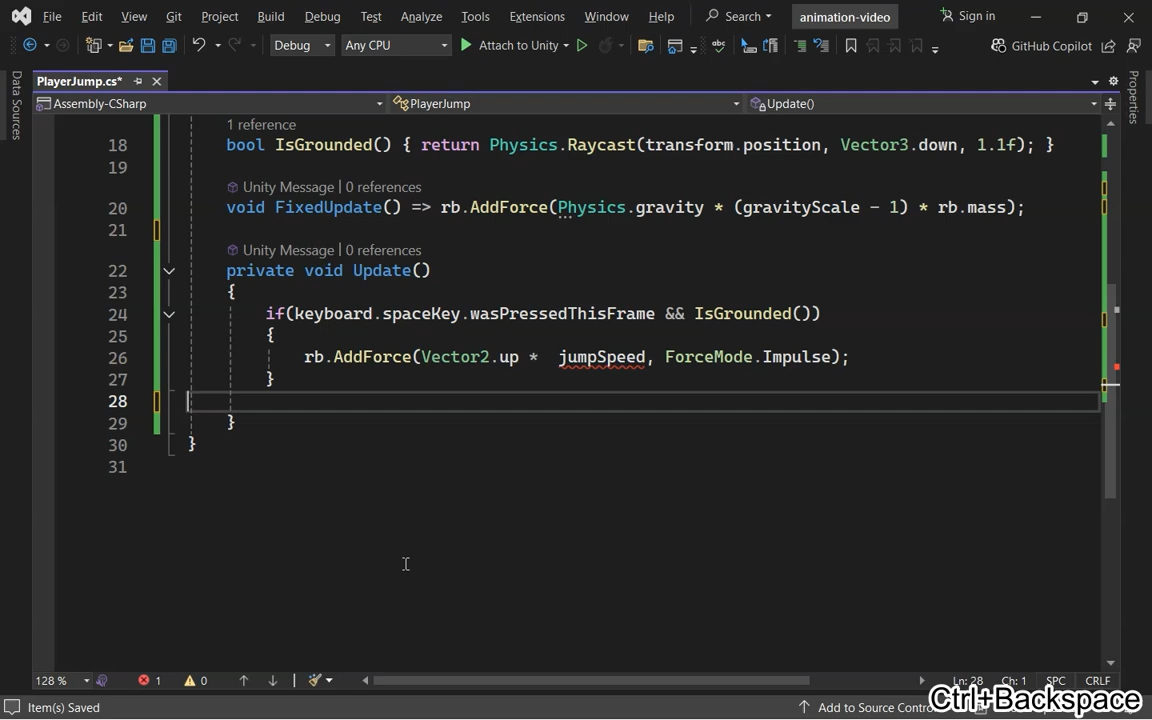 File Edit View Git Project Build Debug Test Analyze Tools Extensions Window Help Search animation-video Sign in
Debug Any CPU Attach to Unity abc GitHub Copilot
Data Sources
PlayerJump.cs*
Properties
Assembly-CSharp PlayerJump Update()
1 reference
18 bool IsGrounded() { return Physics.Raycast(transform.position, Vector3.down, 1.1f); }
19
Unity Message | 0 references
20 void FixedUpdate() => rb.AddForce(Physics.gravity * (gravityScale - 1) * rb.mass);
21
Unity Message | 0 references
22 private void Update()
23 {
24 if(keyboard.spaceKey.wasPressedThisFrame && IsGrounded())
25 {
26 rb.AddForce(Vector2.up *  jumpSpeed, ForceMode.Impulse);
27 }
28
29 }
30 }
31
128 % 1 0 Ln: 28 Ch: 1 SPC CRLF
Item(s) Saved Add to Source Contro
Ctrl+Backspace